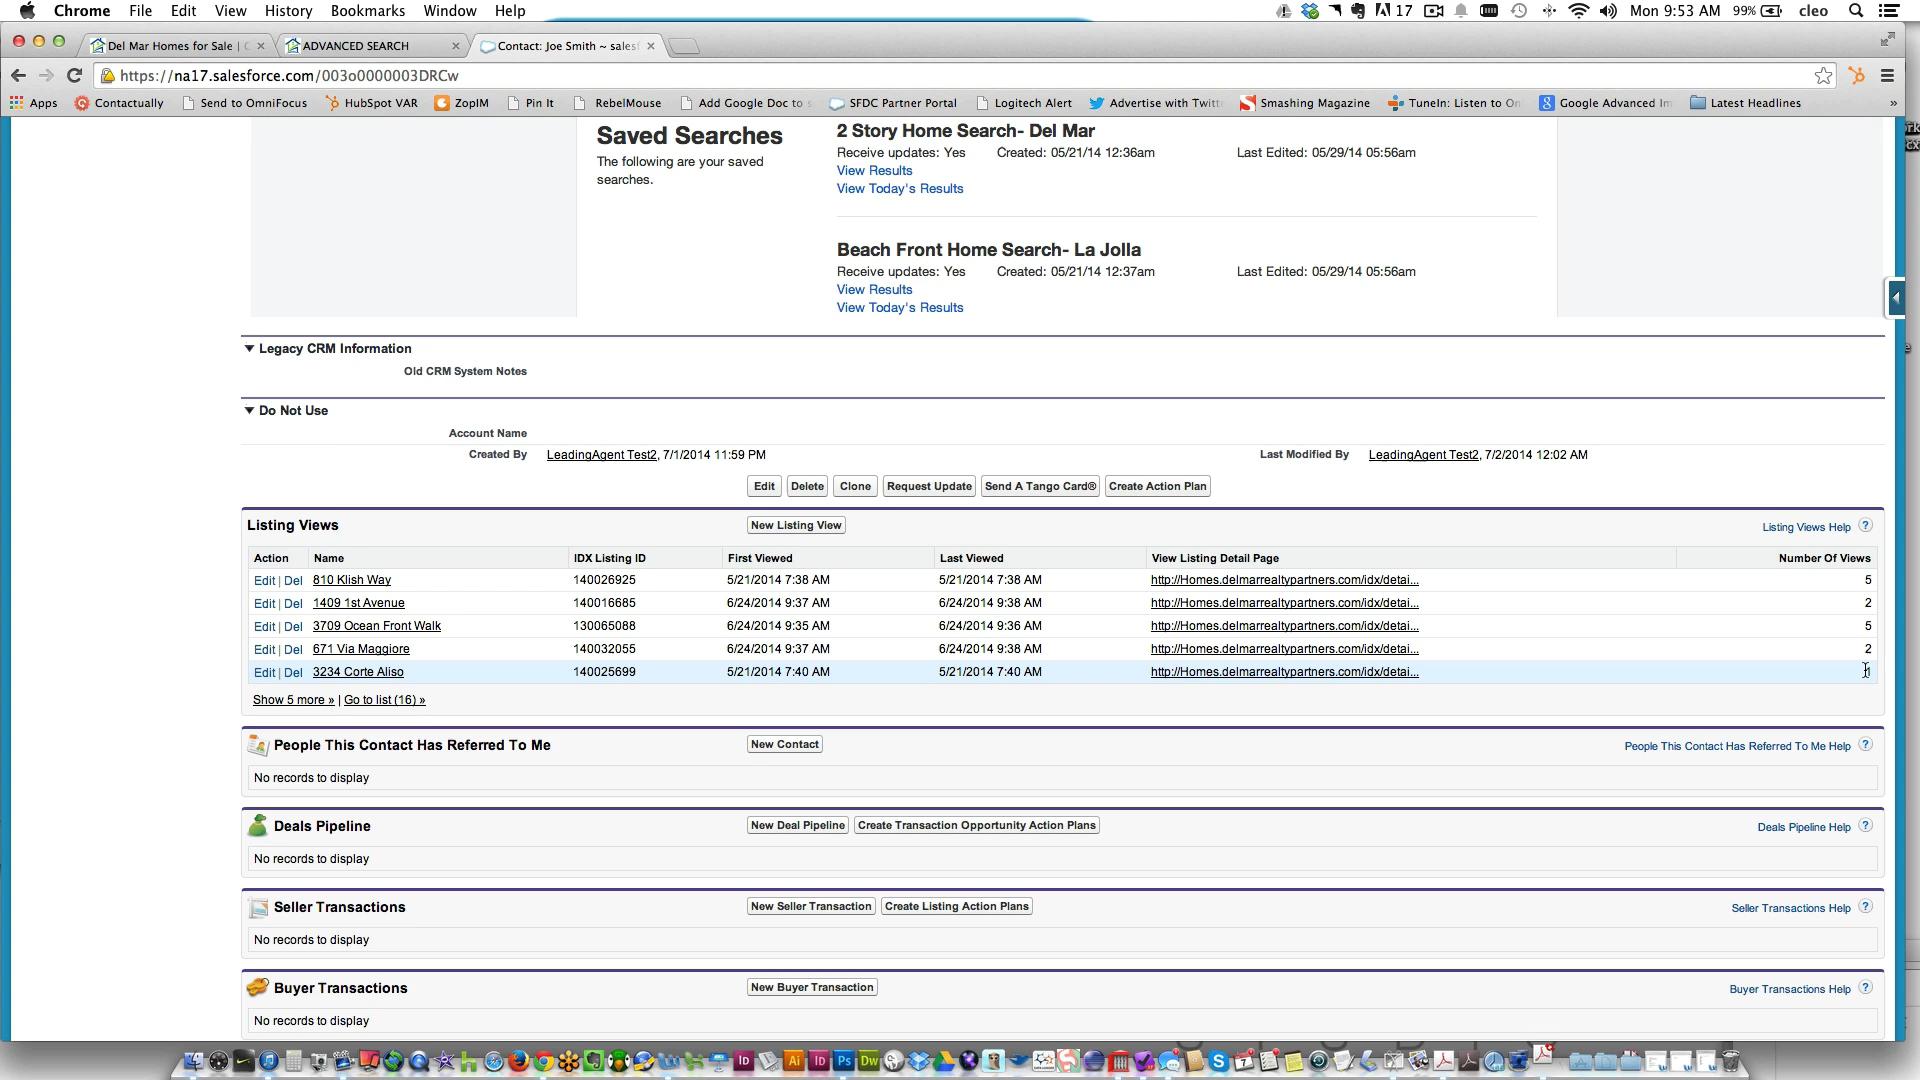 Chrome File Edit View History Bookmarks Window Help 17 Mon 9:53 AM 99% cleo
Del Mar Homes for Sale | ADVANCED SEARCH Contact: Joe Smith ~ salesf
https://na17.salesforce.com/003o0000003DRCw
Apps Contactually Send to OmniFocus HubSpot VAR ZopIM Pin It RebelMouse Add Google Doc to s SFDC Partner Portal Logitech Alert Advertise with Twitt Smashing Magazine TuneIn: Listen to On Google Advanced Im Latest Headlines »
Saved Searches
The following are your saved
searches.
2 Story Home Search- Del Mar
Receive updates: Yes Created: 05/21/14 12:36am Last Edited: 05/29/14 05:56am
View Results
View Today's Results
Beach Front Home Search- La Jolla
Receive updates: Yes Created: 05/21/14 12:37am Last Edited: 05/29/14 05:56am
View Results
View Today's Results
Legacy CRM Information
Old CRM System Notes
Do Not Use
Account Name
Created By LeadingAgent Test2, 7/1/2014 11:59 PM Last Modified By LeadingAgent Test2, 7/2/2014 12:02 AM
Edit Delete Clone Request Update Send A Tango Card® Create Action Plan
Listing Views New Listing View Listing Views Help ?
Action Name IDX Listing ID First Viewed Last Viewed View Listing Detail Page Number Of Views
Edit | Del 810 Klish Way 140026925 5/21/2014 7:38 AM 5/21/2014 7:38 AM http://Homes.delmarrealtypartners.com/idx/detai... 5
Edit | Del 1409 1st Avenue 140016685 6/24/2014 9:37 AM 6/24/2014 9:38 AM http://Homes.delmarrealtypartners.com/idx/detai... 2
Edit | Del 3709 Ocean Front Walk 130065088 6/24/2014 9:35 AM 6/24/2014 9:36 AM http://Homes.delmarrealtypartners.com/idx/detai... 5
Edit | Del 671 Via Maggiore 140032055 6/24/2014 9:37 AM 6/24/2014 9:38 AM http://Homes.delmarrealtypartners.com/idx/detai... 2
Edit | Del 3234 Corte Aliso 140025699 5/21/2014 7:40 AM 5/21/2014 7:40 AM http://Homes.delmarrealtypartners.com/idx/detai...
Show 5 more » | Go to list (16) »
People This Contact Has Referred To Me New Contact People This Contact Has Referred To Me Help ?
No records to display
Deals Pipeline New Deal Pipeline Create Transaction Opportunity Action Plans Deals Pipeline Help ?
No records to display
Seller Transactions New Seller Transaction Create Listing Action Plans Seller Transactions Help ?
No records to display
Buyer Transactions New Buyer Transaction Buyer Transactions Help ?
No records to display
ID Ai Id Ps Dw